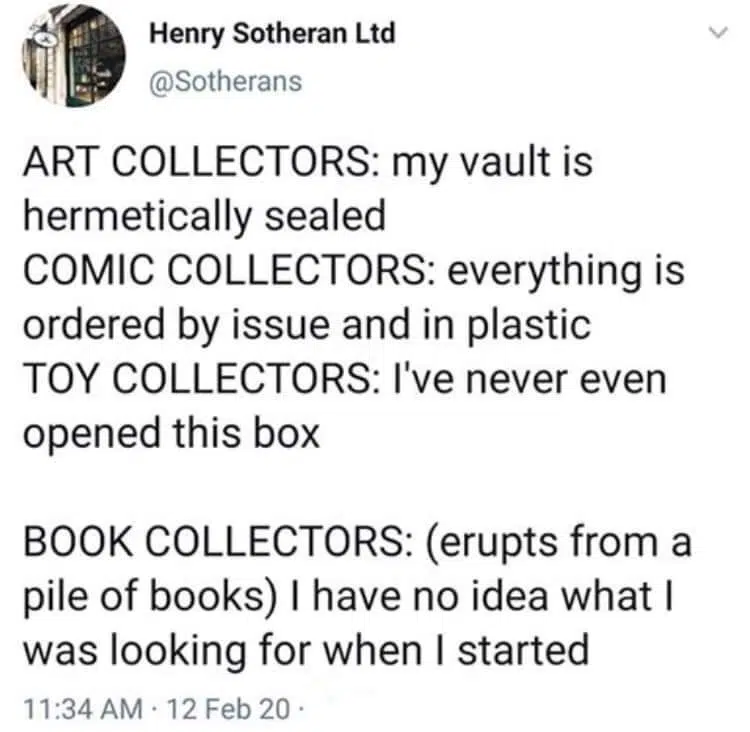 Henry Sotheran Ltd
@Sotherans
ART COLLECTORS: my vault is
hermetically sealed
COMIC COLLECTORS: everything is
ordered by issue and in plastic
TOY COLLECTORS: I've never even
opened this box
BOOK COLLECTORS: (erupts from a
pile of books) I have no idea what I
was looking for when I started
11:34 AM · 12 Feb 20 ·